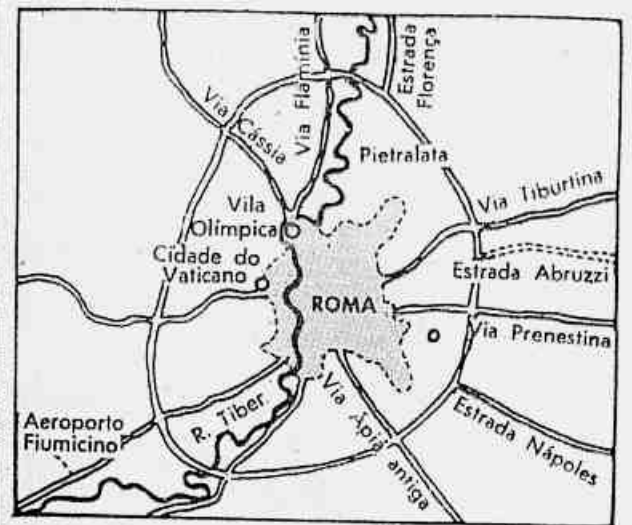 Via Flamínia
Estrada
Florença
Via Cássia
Pietralata
Via Tiburtina
Vila
Olímpica
Cidade do
Vaticano
Estrada Abruzzi
ROMA
Via Prenestina
R. Tiber.
Via Ápia
antiga
Estrada Nápoles
Aeroporto
Fiumicino